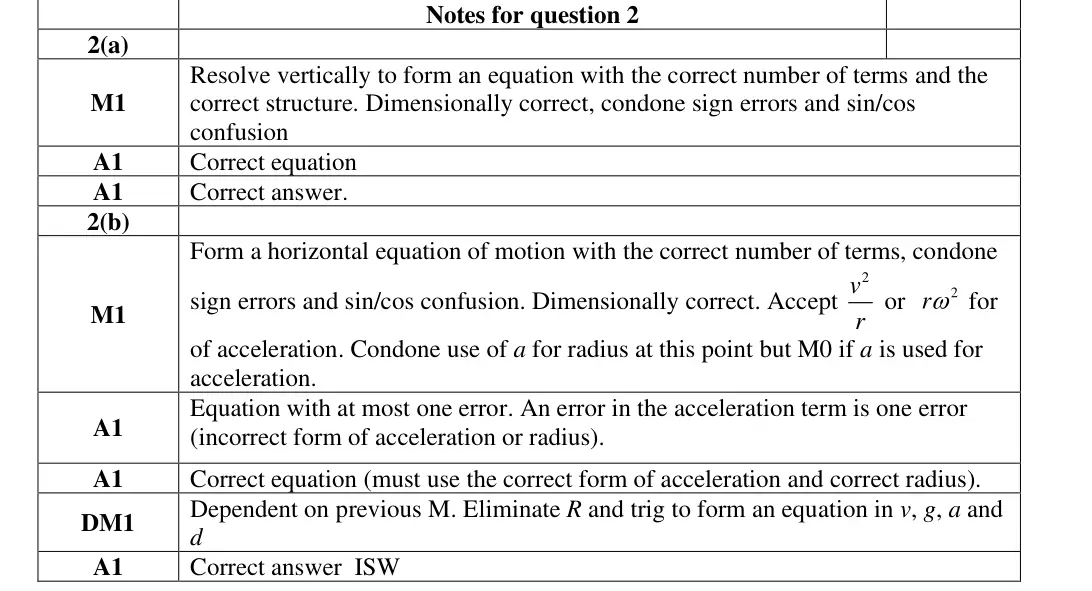 Notes for question 2
2(a)
M1
Resolve vertically to form an equation with the correct number of terms and the
correct structure. Dimensionally correct, condone sign errors and sin/cos
confusion
A1
Correct equation
A1
Correct answer.
2(b)
M1
Form a horizontal equation of motion with the correct number of terms, condone
sign errors and sin/cos confusion. Dimensionally correct. Accept v²/r or rω² for
of acceleration. Condone use of a for radius at this point but M0 if a is used for
acceleration.
A1
Equation with at most one error. An error in the acceleration term is one error
(incorrect form of acceleration or radius).
A1
Correct equation (must use the correct form of acceleration and correct radius).
DM1
Dependent on previous M. Eliminate R and trig to form an equation in v, g, a and
d
A1
Correct answer ISW